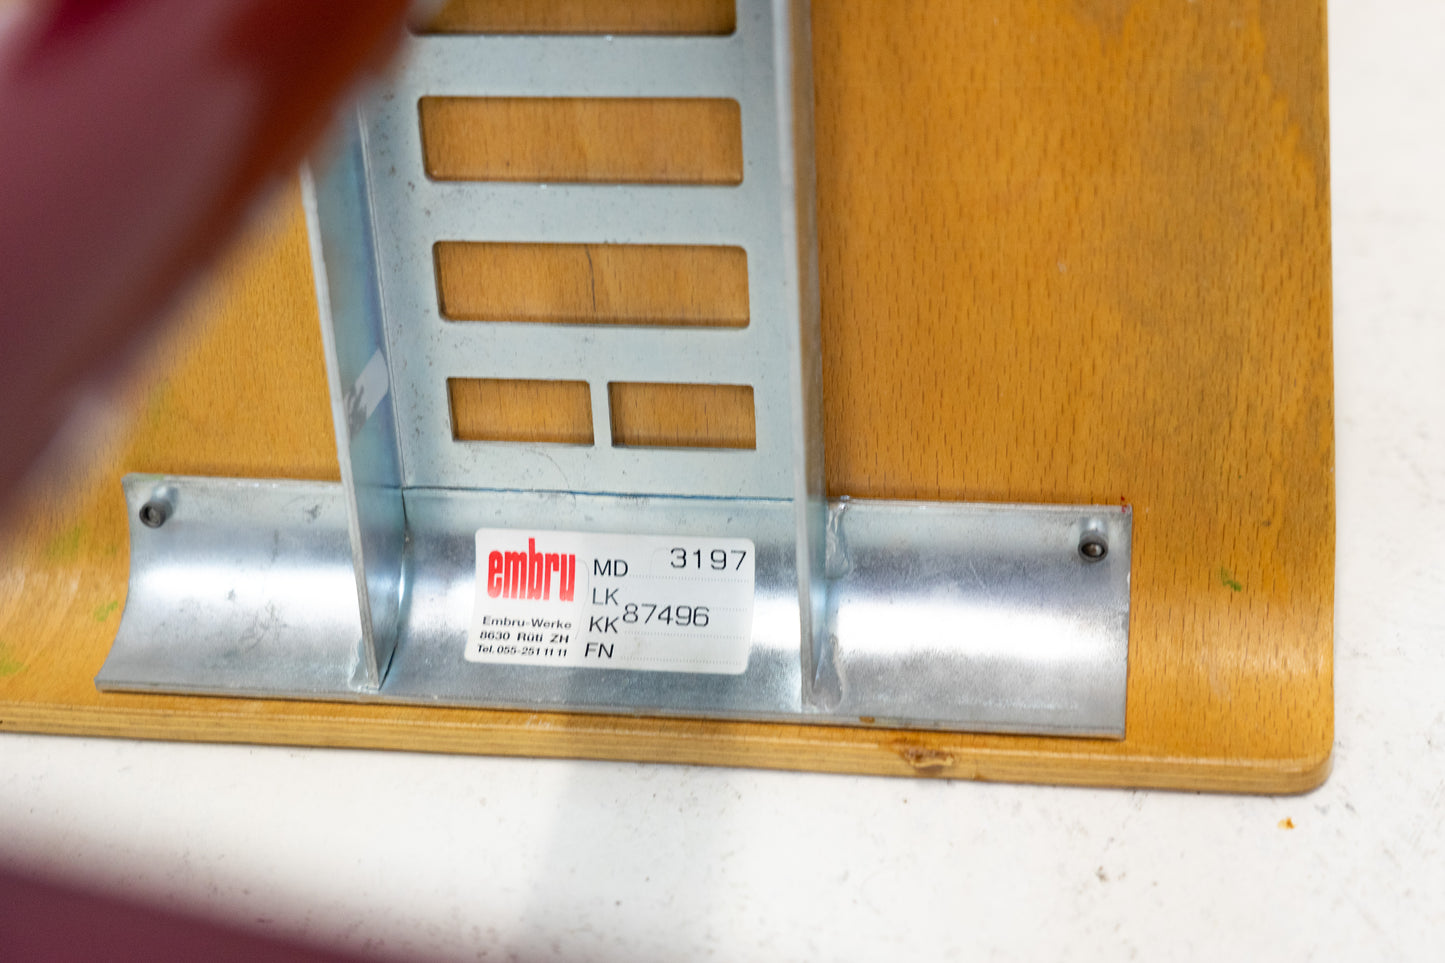 embru
Embru-Werke
8630 Rüti ZH
Tel. 055-251 11 11
MD 3197
LK
KK 87496
FN